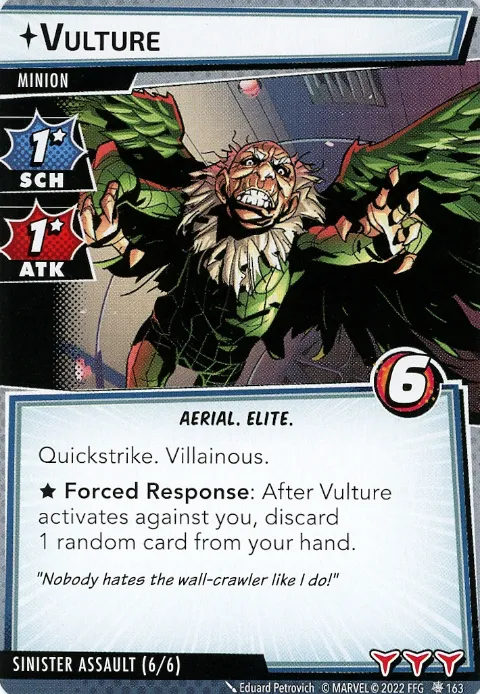 Vulture
MINION
1
SCH
1
ATK
6
AERIAL. ELITE.
Quickstrike. Villainous.
★ Forced Response: After Vulture
activates against you, discard
1 random card from your hand.
"Nobody hates the wall-crawler like I do!"
SINISTER ASSAULT (6/6)
Eduard Petrovich © MARVEL © 2022 FFG 163